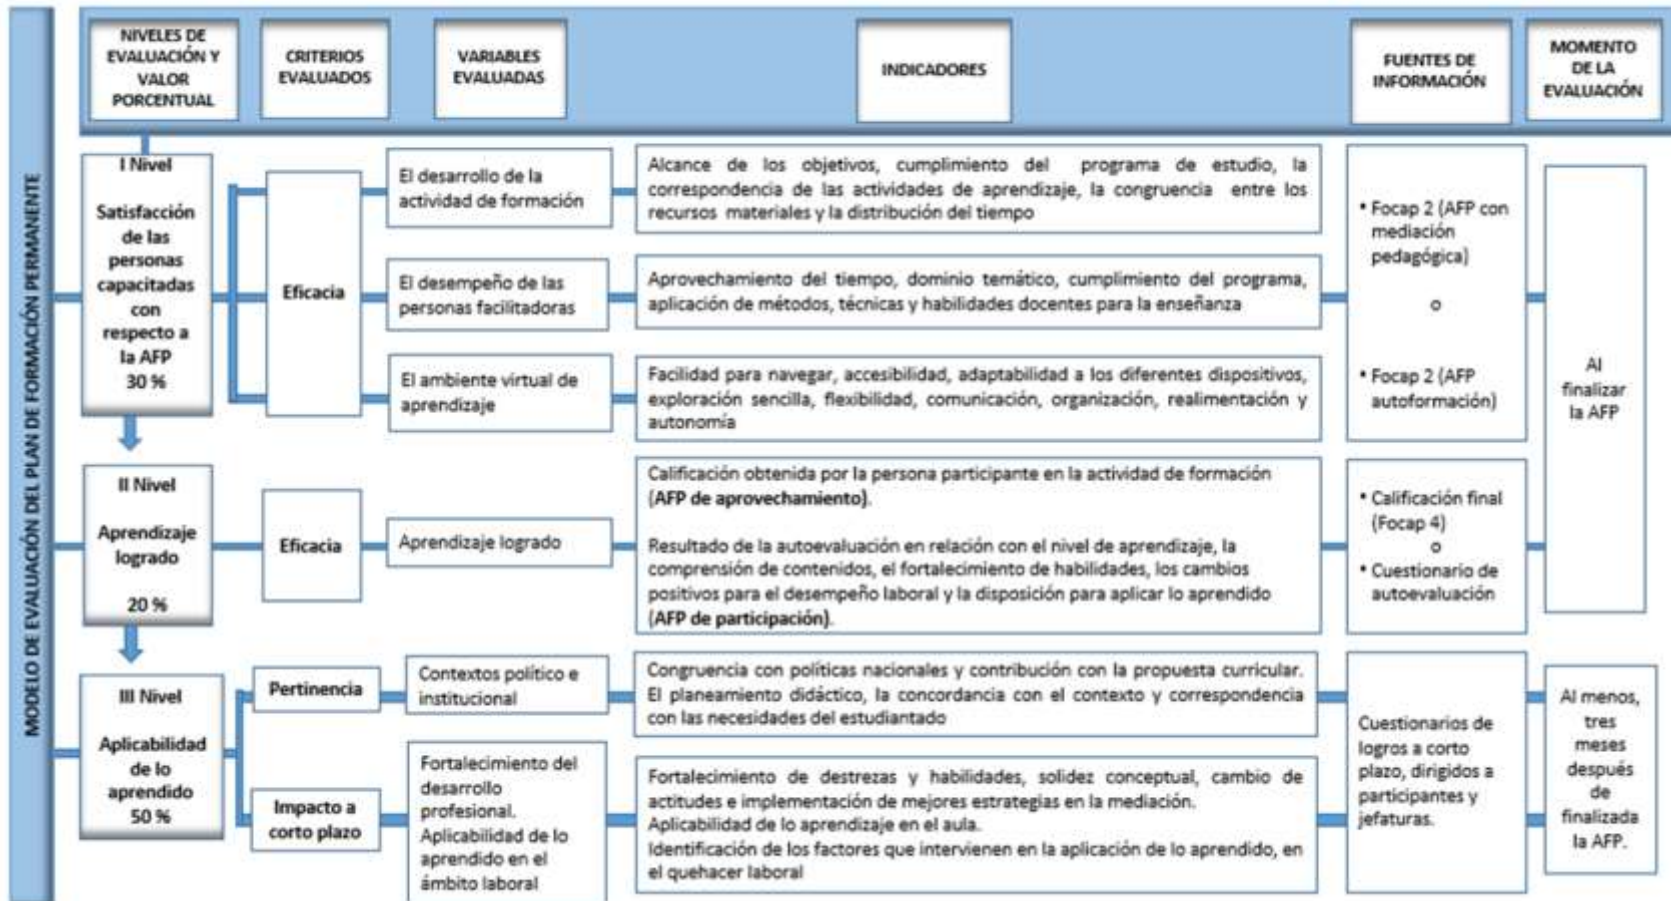 MODELO DE EVALUACIÓN DEL PLAN DE FORMACIÓN PERMANENTE
NIVELES DE
EVALUACIÓN Y
VALOR
PORCENTUAL
CRITERIOS
EVALUADOS
VARIABLES
EVALUADAS
INDICADORES
FUENTES DE
INFORMACIÓN
MOMENTO
DE LA
EVALUACIÓN
I Nivel
Satisfacción
de las
personas
capacitadas
con
respecto a
la AFP
30 %
Eficacia
El desarrollo de la
actividad de formación
Alcance de los objetivos, cumplimiento del programa de estudio, la
correspondencia de las actividades de aprendizaje, la congruencia entre los
recursos materiales y la distribución del tiempo
El desempeño de las
personas facilitadoras
Aprovechamiento del tiempo, dominio temático, cumplimiento del programa,
aplicación de métodos, técnicas y habilidades docentes para la enseñanza
El ambiente virtual de
aprendizaje
Facilidad para navegar, accesibilidad, adaptabilidad a los diferentes dispositivos,
exploración sencilla, flexibilidad, comunicación, organización, realimentación y
autonomía
• Focap 2 (AFP con
mediación
pedagógica)
o
• Focap 2 (AFP
autoformación)
Al
finalizar
la AFP
II Nivel
Aprendizaje
logrado
20 %
Eficacia
Aprendizaje logrado
Calificación obtenida por la persona participante en la actividad de formación
(AFP de aprovechamiento).
Resultado de la autoevaluación en relación con el nivel de aprendizaje, la
comprensión de contenidos, el fortalecimiento de habilidades, los cambios
positivos para el desempeño laboral y la disposición para aplicar lo aprendido
(AFP de participación).
• Calificación final
(Focap 4)
o
• Cuestionario de
autoevaluación
III Nivel
Aplicabilidad
de lo
aprendido
50 %
Pertinencia
Contextos político e
institucional
Congruencia con políticas nacionales y contribución con la propuesta curricular.
El planeamiento didáctico, la concordancia con el contexto y correspondencia
con las necesidades del estudiantado
Impacto a
corto plazo
Fortalecimiento del
desarrollo
profesional.
Aplicabilidad de lo
aprendido en el
ámbito laboral
Fortalecimiento de destrezas y habilidades, solidez conceptual, cambio de
actitudes e implementación de mejores estrategias en la mediación.
Aplicabilidad de lo aprendizaje en el aula.
Identificación de los factores que intervienen en la aplicación de lo aprendido, en
el quehacer laboral
Cuestionarios de
logros a corto
plazo, dirigidos a
participantes y
jefaturas.
Al menos,
tres
meses
después
de
finalizada
la AFP.